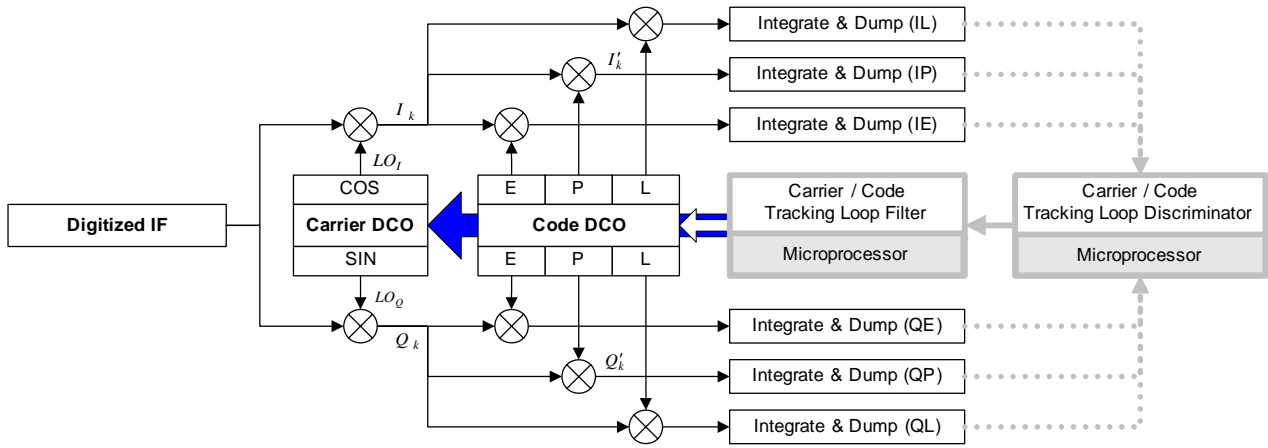 Integrate & Dump (IL)
I′k
Integrate & Dump (IP)
I k
Integrate & Dump (IE)
LO I
COS
E P L
Carrier / Code
Tracking Loop Filter
Carrier / Code
Tracking Loop Discriminator
Digitized IF
Carrier DCO
Code DCO
Microprocessor
Microprocessor
SIN
E P L
LO Q
Integrate & Dump (QE)
Q k
Q′k
Integrate & Dump (QP)
Integrate & Dump (QL)